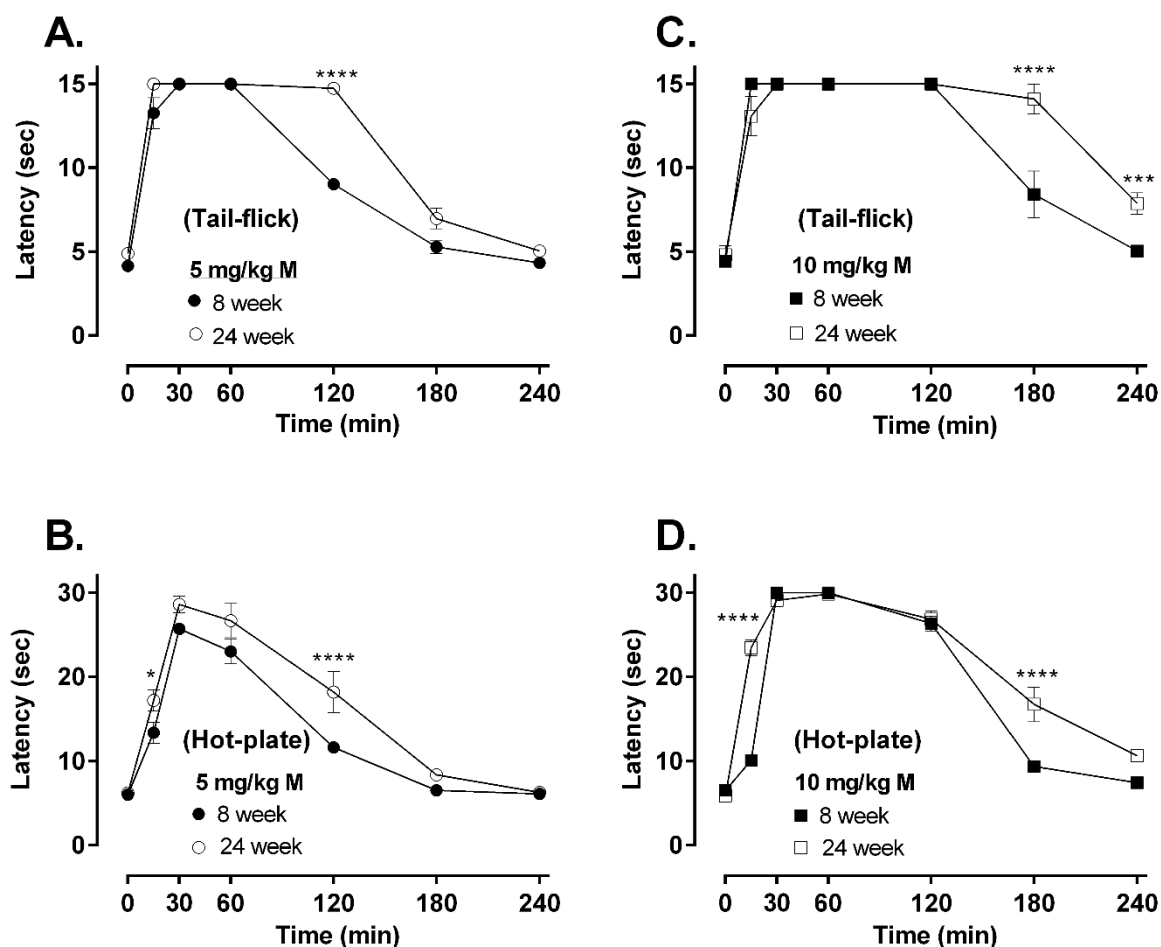 A.
****
15
10
5
0
Latency (sec)
(Tail-flick)
5 mg/kg M
8 week
24 week
0 30 60 120 180 240
Time (min)
C.
****
***
15
10
5
0
Latency (sec)
(Tail-flick)
10 mg/kg M
8 week
24 week
0 30 60 120 180 240
Time (min)
B.
*
****
30
20
10
0
Latency (sec)
(Hot-plate)
5 mg/kg M
8 week
24 week
0 30 60 120 180 240
Time (min)
D.
****
****
30
20
10
0
Latency (sec)
(Hot-plate)
10 mg/kg M
8 week
24 week
0 30 60 120 180 240
Time (min)